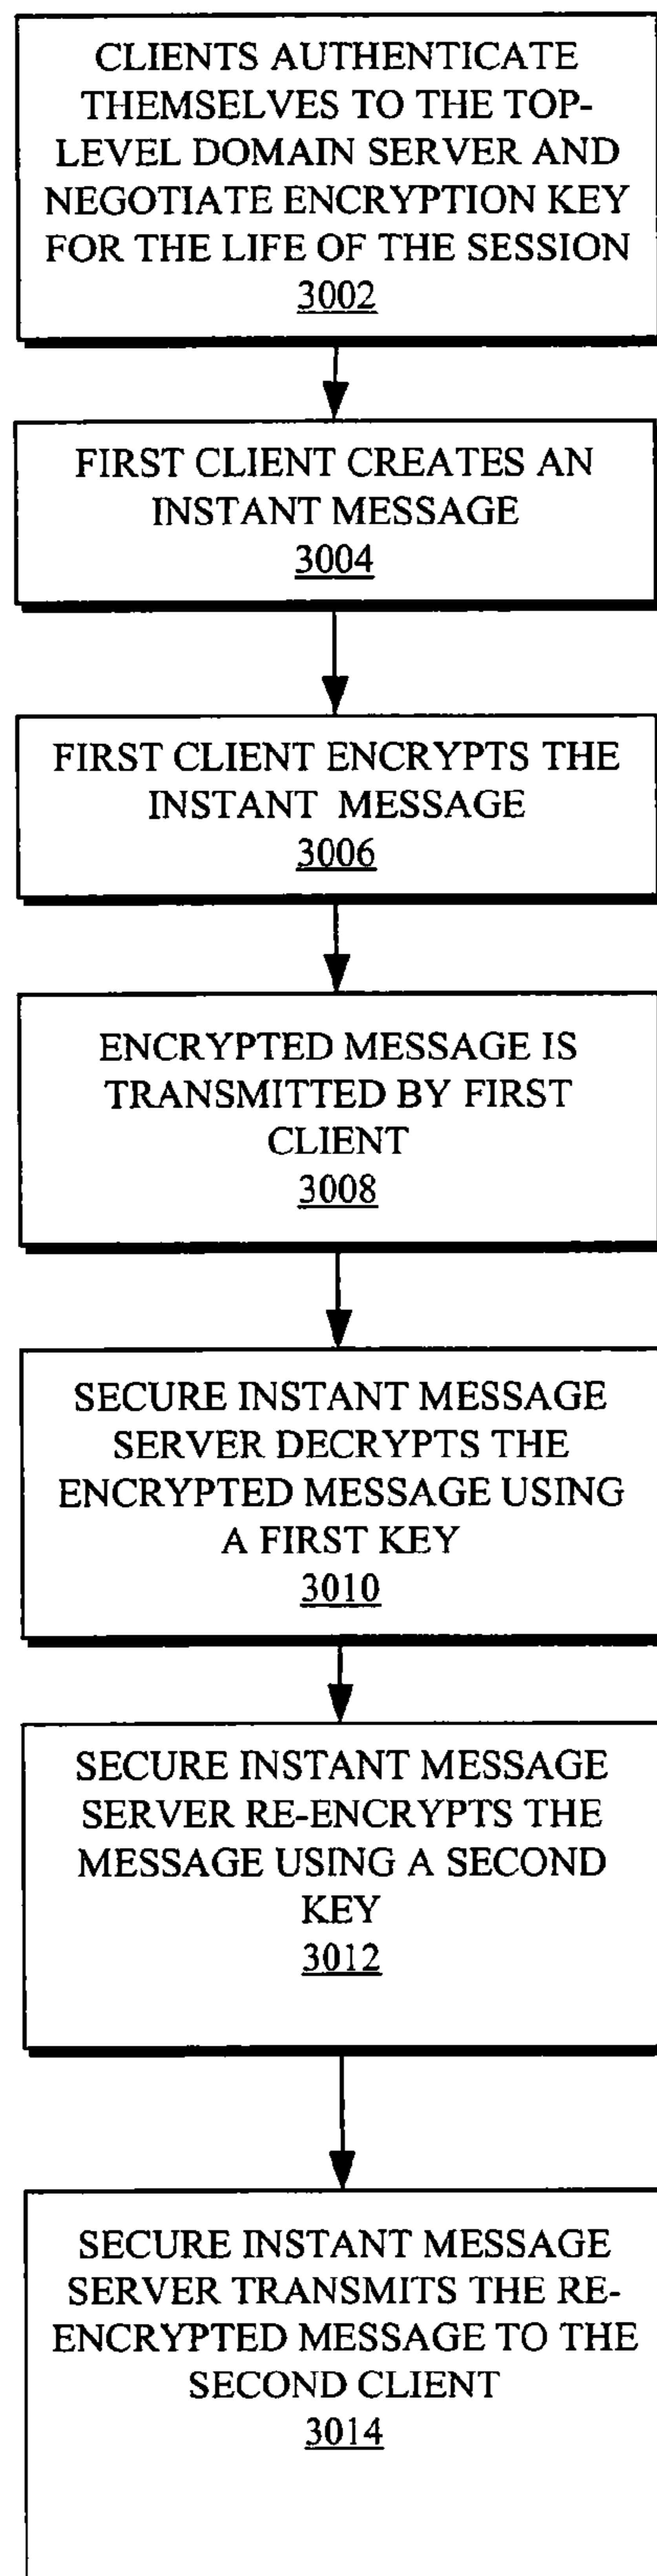 CLIENTS AUTHENTICATE
THEMSELVES TO THE TOP-
LEVEL DOMAIN SERVER AND
NEGOTIATE ENCRYPTION KEY
FOR THE LIFE OF THE SESSION
3002
FIRST CLIENT CREATES AN
INSTANT MESSAGE
3004
FIRST CLIENT ENCRYPTS THE
INSTANT MESSAGE
3006
ENCRYPTED MESSAGE IS
TRANSMITTED BY FIRST
CLIENT
3008
SECURE INSTANT MESSAGE
SERVER DECRYPTS THE
ENCRYPTED MESSAGE USING
A FIRST KEY
3010
SECURE INSTANT MESSAGE
SERVER RE-ENCRYPTS THE
MESSAGE USING A SECOND
KEY
3012
SECURE INSTANT MESSAGE
SERVER TRANSMITS THE RE-
ENCRYPTED MESSAGE TO THE
SECOND CLIENT
3014